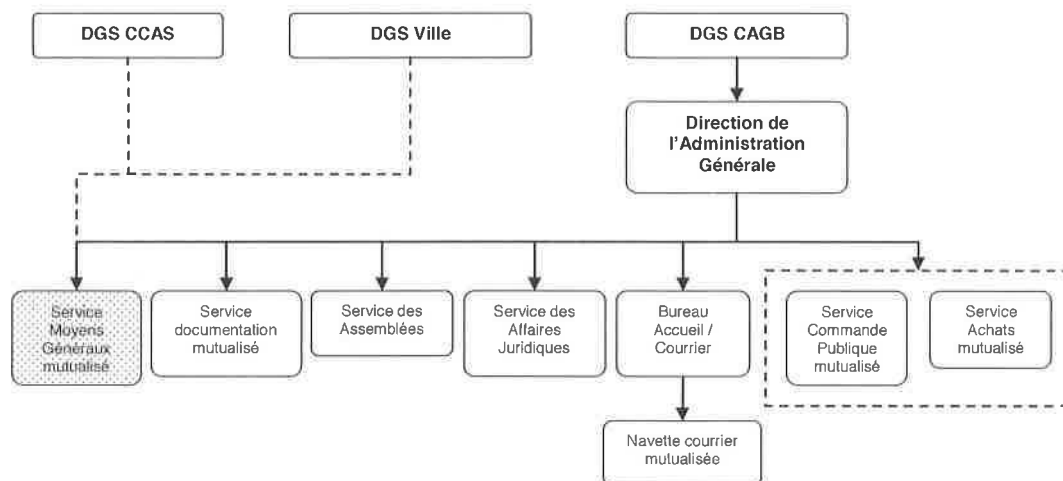 DGS CCAS
DGS Ville
DGS CAGB
Direction de
l'Administration
Générale
Service
Moyens
Généraux
mutualisé
Service
documentation
mutualisé
Service des
Assemblées
Service des
Affaires
Juridiques
Bureau
Accueil /
Courrier
Service
Commande
Publique
mutualisé
Service
Achats
mutualisé
Navette courrier
mutualisée